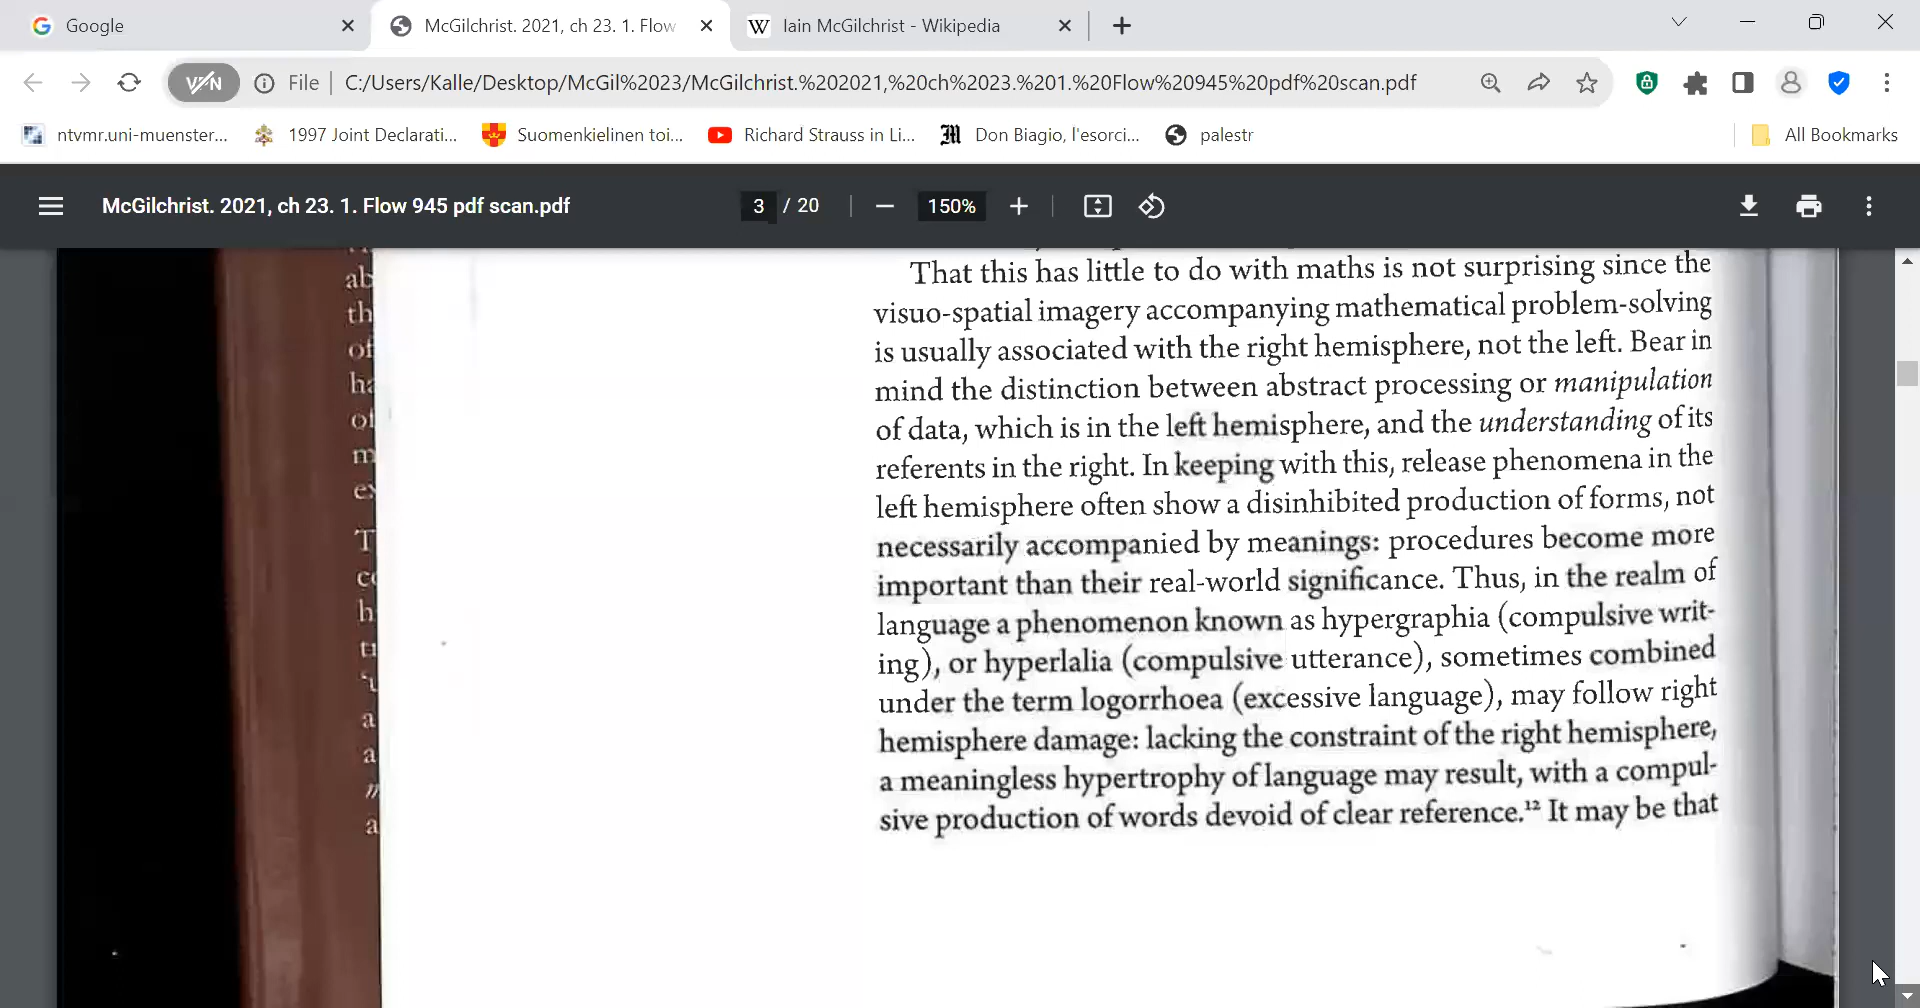 Google
McGilchrist. 2021, ch 23. 1. Flow
Iain McGilchrist - Wikipedia
VPN
File
C:/Users/Kalle/Desktop/McGil%2023/McGilchrist.%202021,%20ch%2023.%201.%20Flow%20945%20pdf%20scan.pdf
ntvmr.uni-muenster...
1997 Joint Declarati...
Suomenkielinen toi...
Richard Strauss in Li...
Don Biagio, l'esorci...
palestr
All Bookmarks
McGilchrist. 2021, ch 23. 1. Flow 945 pdf scan.pdf
3 / 20
150%
ab
th
of
ha
of
m
ex
T
co
h
tu
a
a
a
That this has little to do with maths is not surprising since the
visuo-spatial imagery accompanying mathematical problem-solving
is usually associated with the right hemisphere, not the left. Bear in
mind the distinction between abstract processing or manipulation
of data, which is in the left hemisphere, and the understanding of its
referents in the right. In keeping with this, release phenomena in the
left hemisphere often show a disinhibited production of forms, not
necessarily accompanied by meanings: procedures become more
important than their real-world significance. Thus, in the realm of
language a phenomenon known as hypergraphia (compulsive writ-
ing), or hyperlalia (compulsive utterance), sometimes combined
under the term logorrhoea (excessive language), may follow right
hemisphere damage: lacking the constraint of the right hemisphere,
a meaningless hypertrophy of language may result, with a compul-
sive production of words devoid of clear reference.¹² It may be that